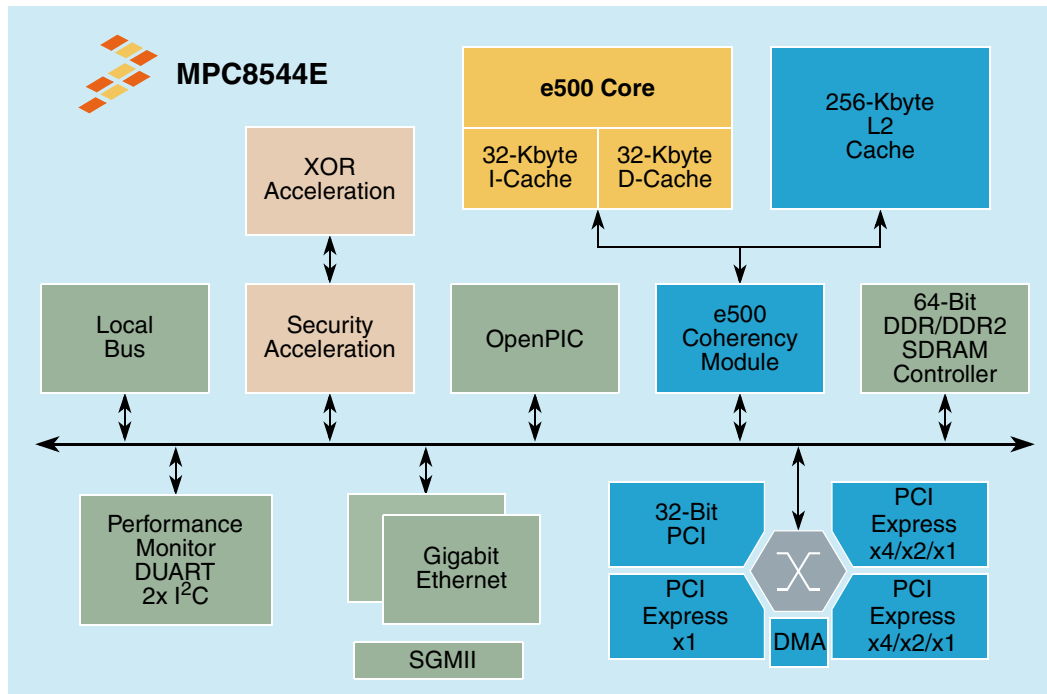 MPC8544E
e500 Core
32-Kbyte
I-Cache
32-Kbyte
D-Cache
256-Kbyte
L2
Cache
XOR
Acceleration
Local
Bus
Security
Acceleration
OpenPIC
e500
Coherency
Module
64-Bit
DDR/DDR2
SDRAM
Controller
Performance
Monitor
DUART
2x I²C
Gigabit
Ethernet
SGMII
32-Bit
PCI
PCI
Express
x4/x2/x1
PCI
Express
x1
DMA
PCI
Express
x4/x2/x1